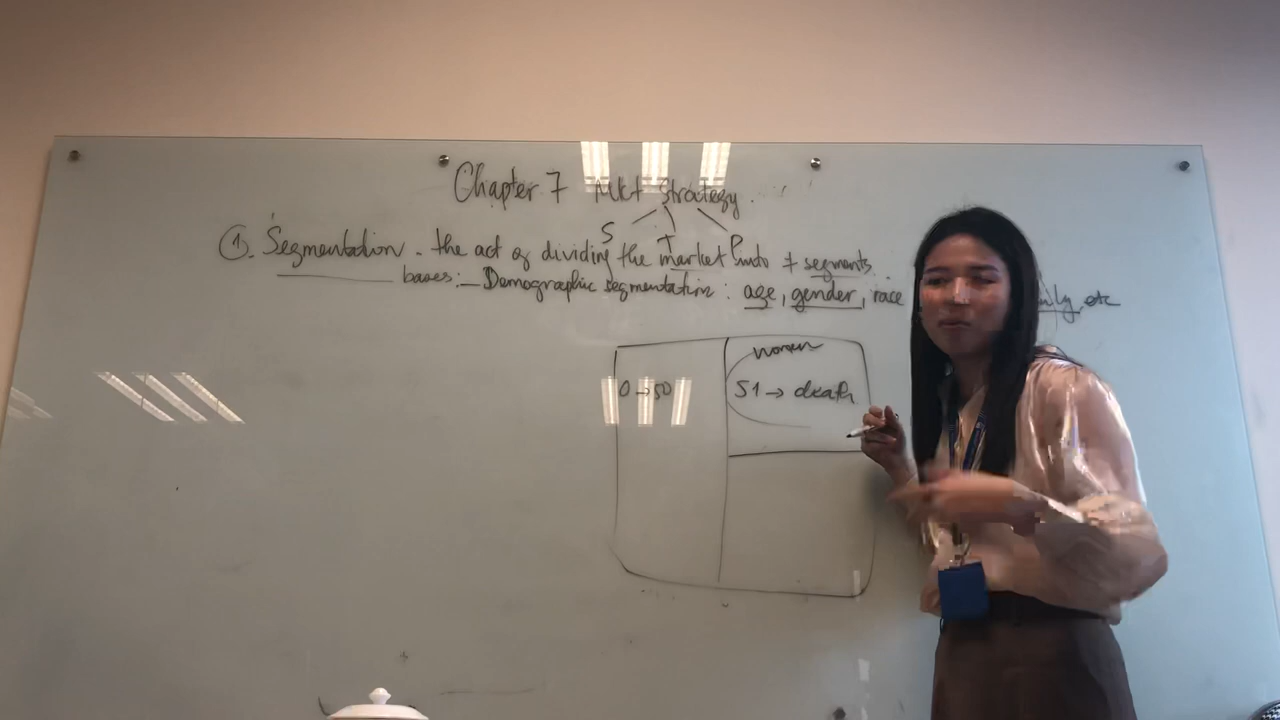 Chapter 7 Mkt Strategy.
S T P
① Segmentation - the act of dividing the market into ≠ segments.
bases: - Demographic segmentation: age, gender, race
etc
women
0 → 50
51 → death